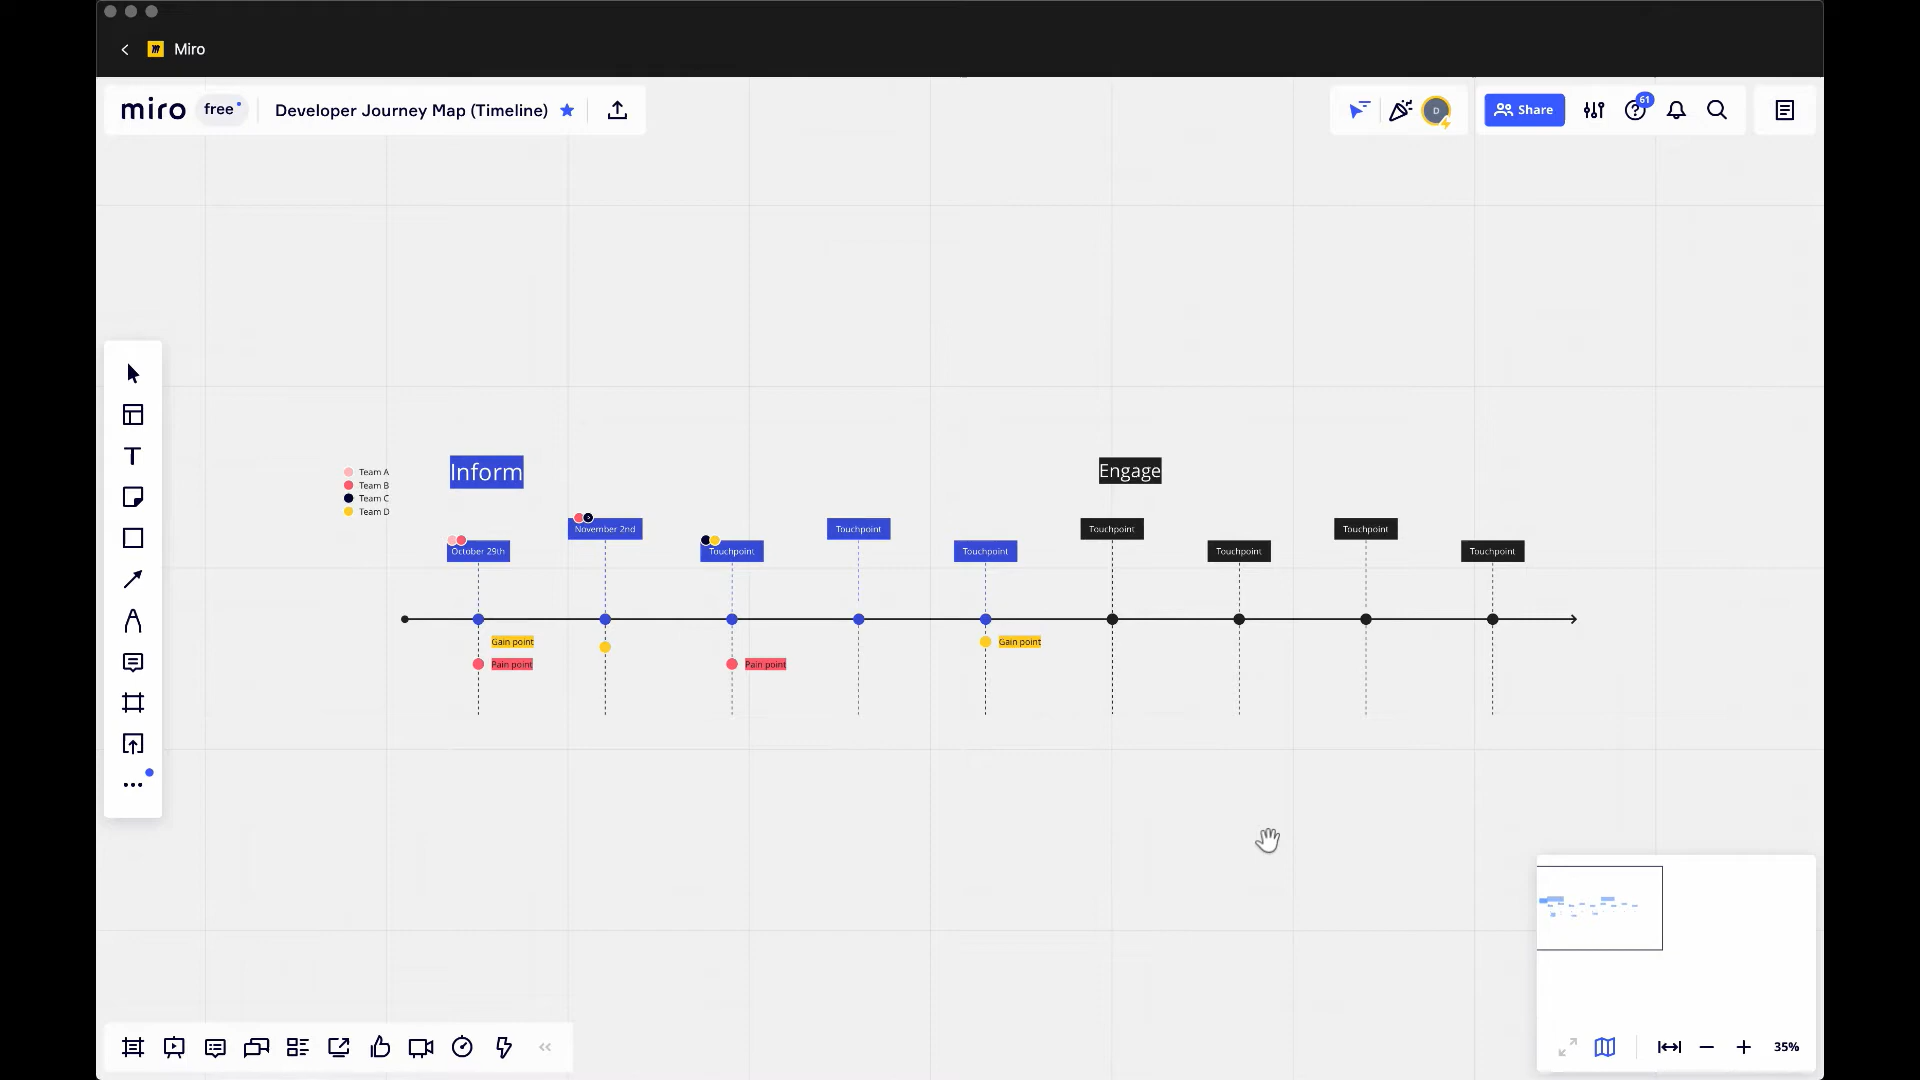 Miro
miro
free
Developer Journey Map (Timeline)
D
Share
61
Team A
Team B
Team C
Team D
Inform
Engage
November 2nd
Touchpoint
Touchpoint
Touchpoint
October 29th
Touchpoint
Touchpoint
Touchpoint
Touchpoint
Gain point
Gain point
Pain point
Pain point
35%